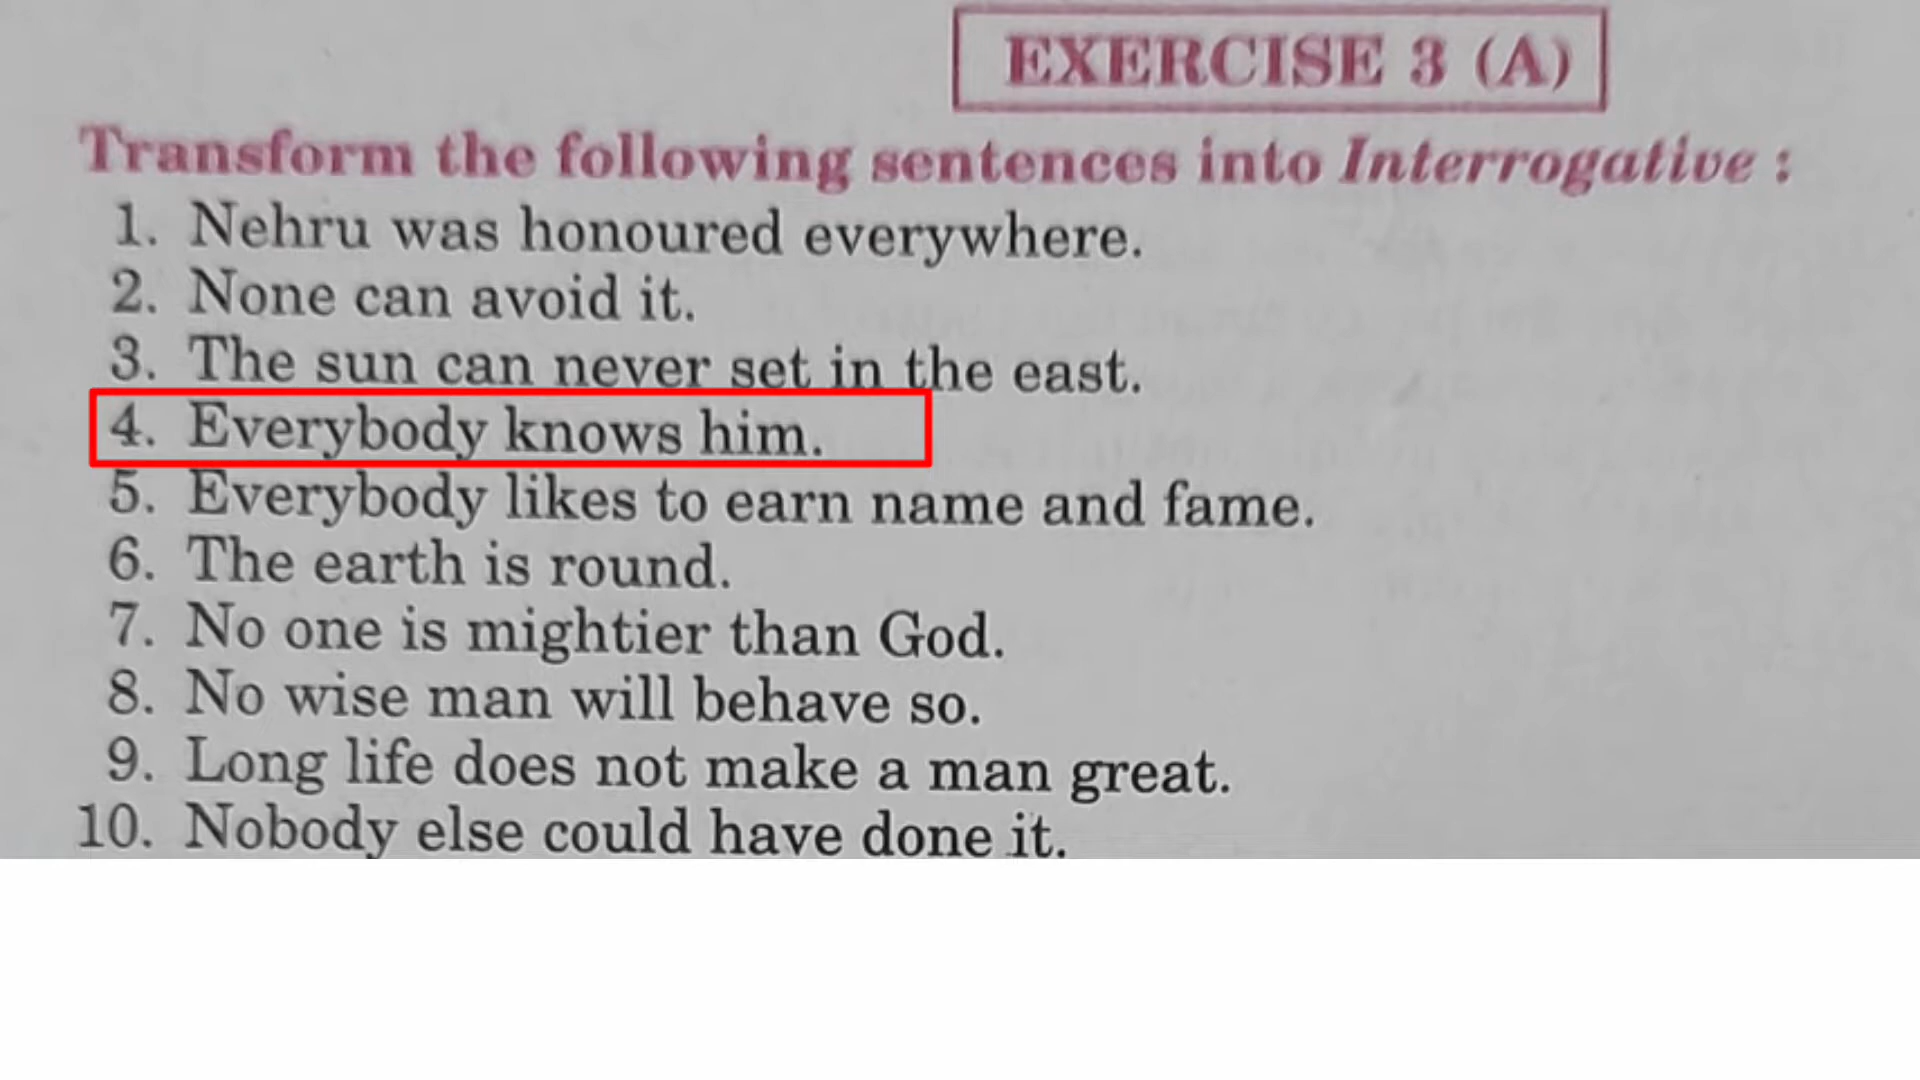 EXERCISE 3 (A)
Transform the following sentences into Interrogative :
1. Nehru was honoured everywhere.
2. None can avoid it.
3. The sun can never set in the east.
4. Everybody knows him.
5. Everybody likes to earn name and fame.
6. The earth is round.
7. No one is mightier than God.
8. No wise man will behave so.
9. Long life does not make a man great.
10. Nobody else could have done it.